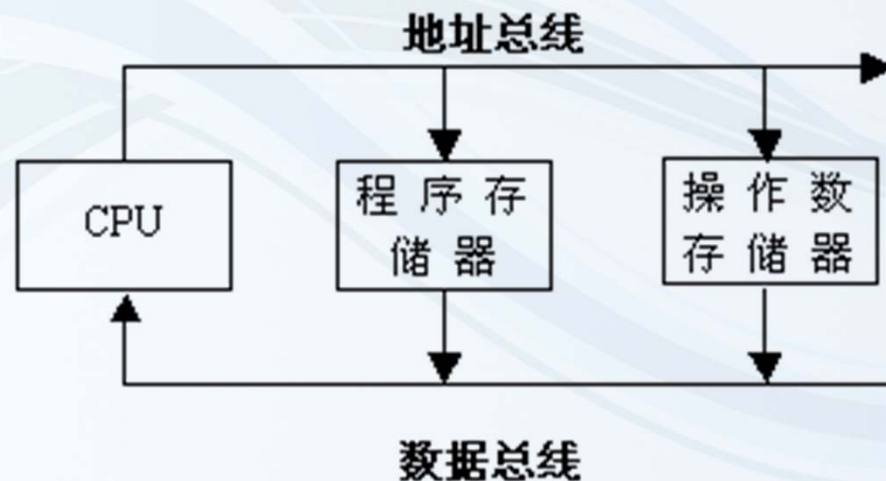 地址总线
CPU
程序存
储器
操作数
存储器
数据总线